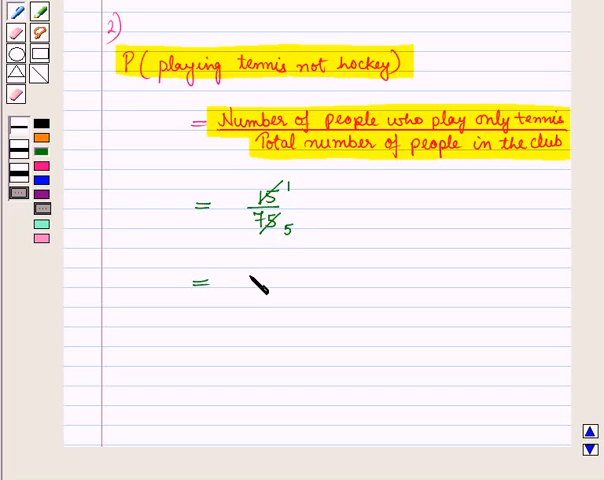 2)
P( playing tennis not hockey)
= Number of people who play only tennis
Total number of people in the club
= 15 1
75 5
=